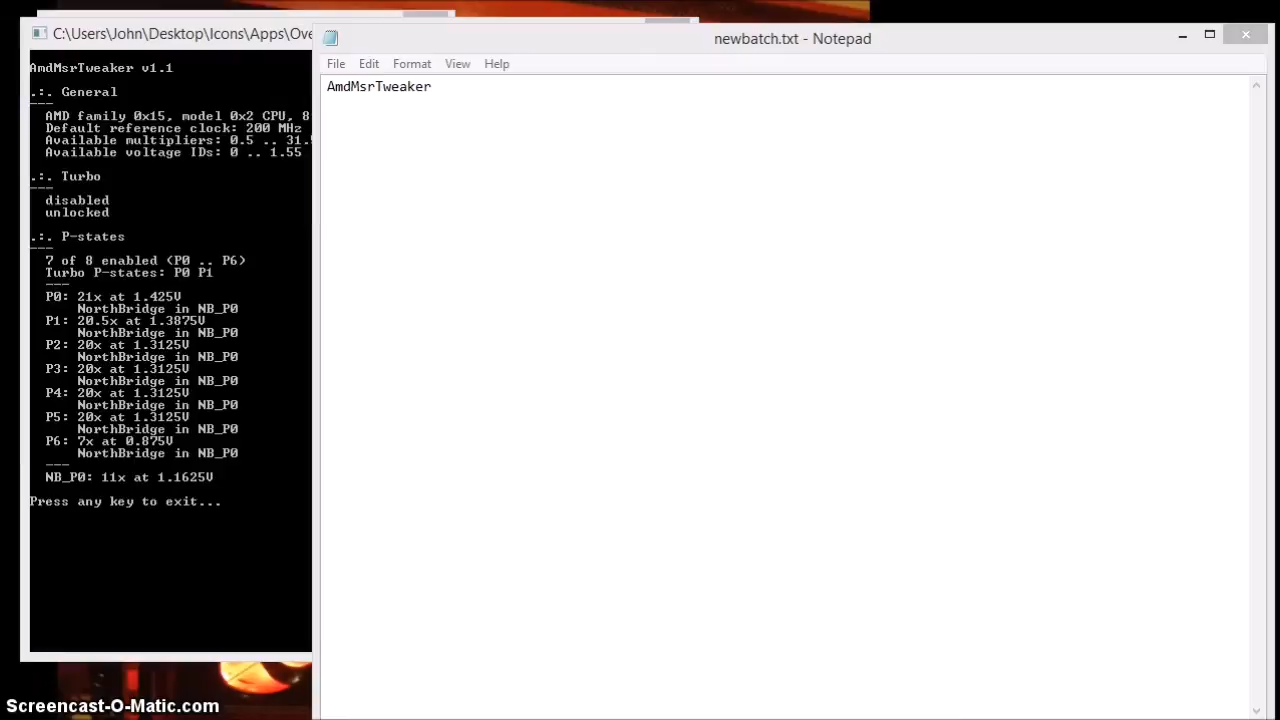 C:\Users\John\Desktop\Icons\Apps\Ove
AmdMsrTweaker v1.1
.:. General
---
AMD family 0x15, model 0x2 CPU, 8
Default reference clock: 200 MHz
Available multipliers: 0.5 .. 31.
Available voltage IDs: 0 .. 1.55
.:. Turbo
---
disabled
unlocked
.:. P-states
---
7 of 8 enabled (P0 .. P6)
Turbo P-states: P0 P1
---
P0: 21x at 1.425V
NorthBridge in NB_P0
P1: 20.5x at 1.3875V
NorthBridge in NB_P0
P2: 20x at 1.3125V
NorthBridge in NB_P0
P3: 20x at 1.3125V
NorthBridge in NB_P0
P4: 20x at 1.3125V
NorthBridge in NB_P0
P5: 20x at 1.3125V
NorthBridge in NB_P0
P6: 7x at 0.875V
NorthBridge in NB_P0
---
NB_P0: 11x at 1.1625V
Press any key to exit...
newbatch.txt - Notepad
File Edit Format View Help
AmdMsrTweaker
Screencast-O-Matic.com